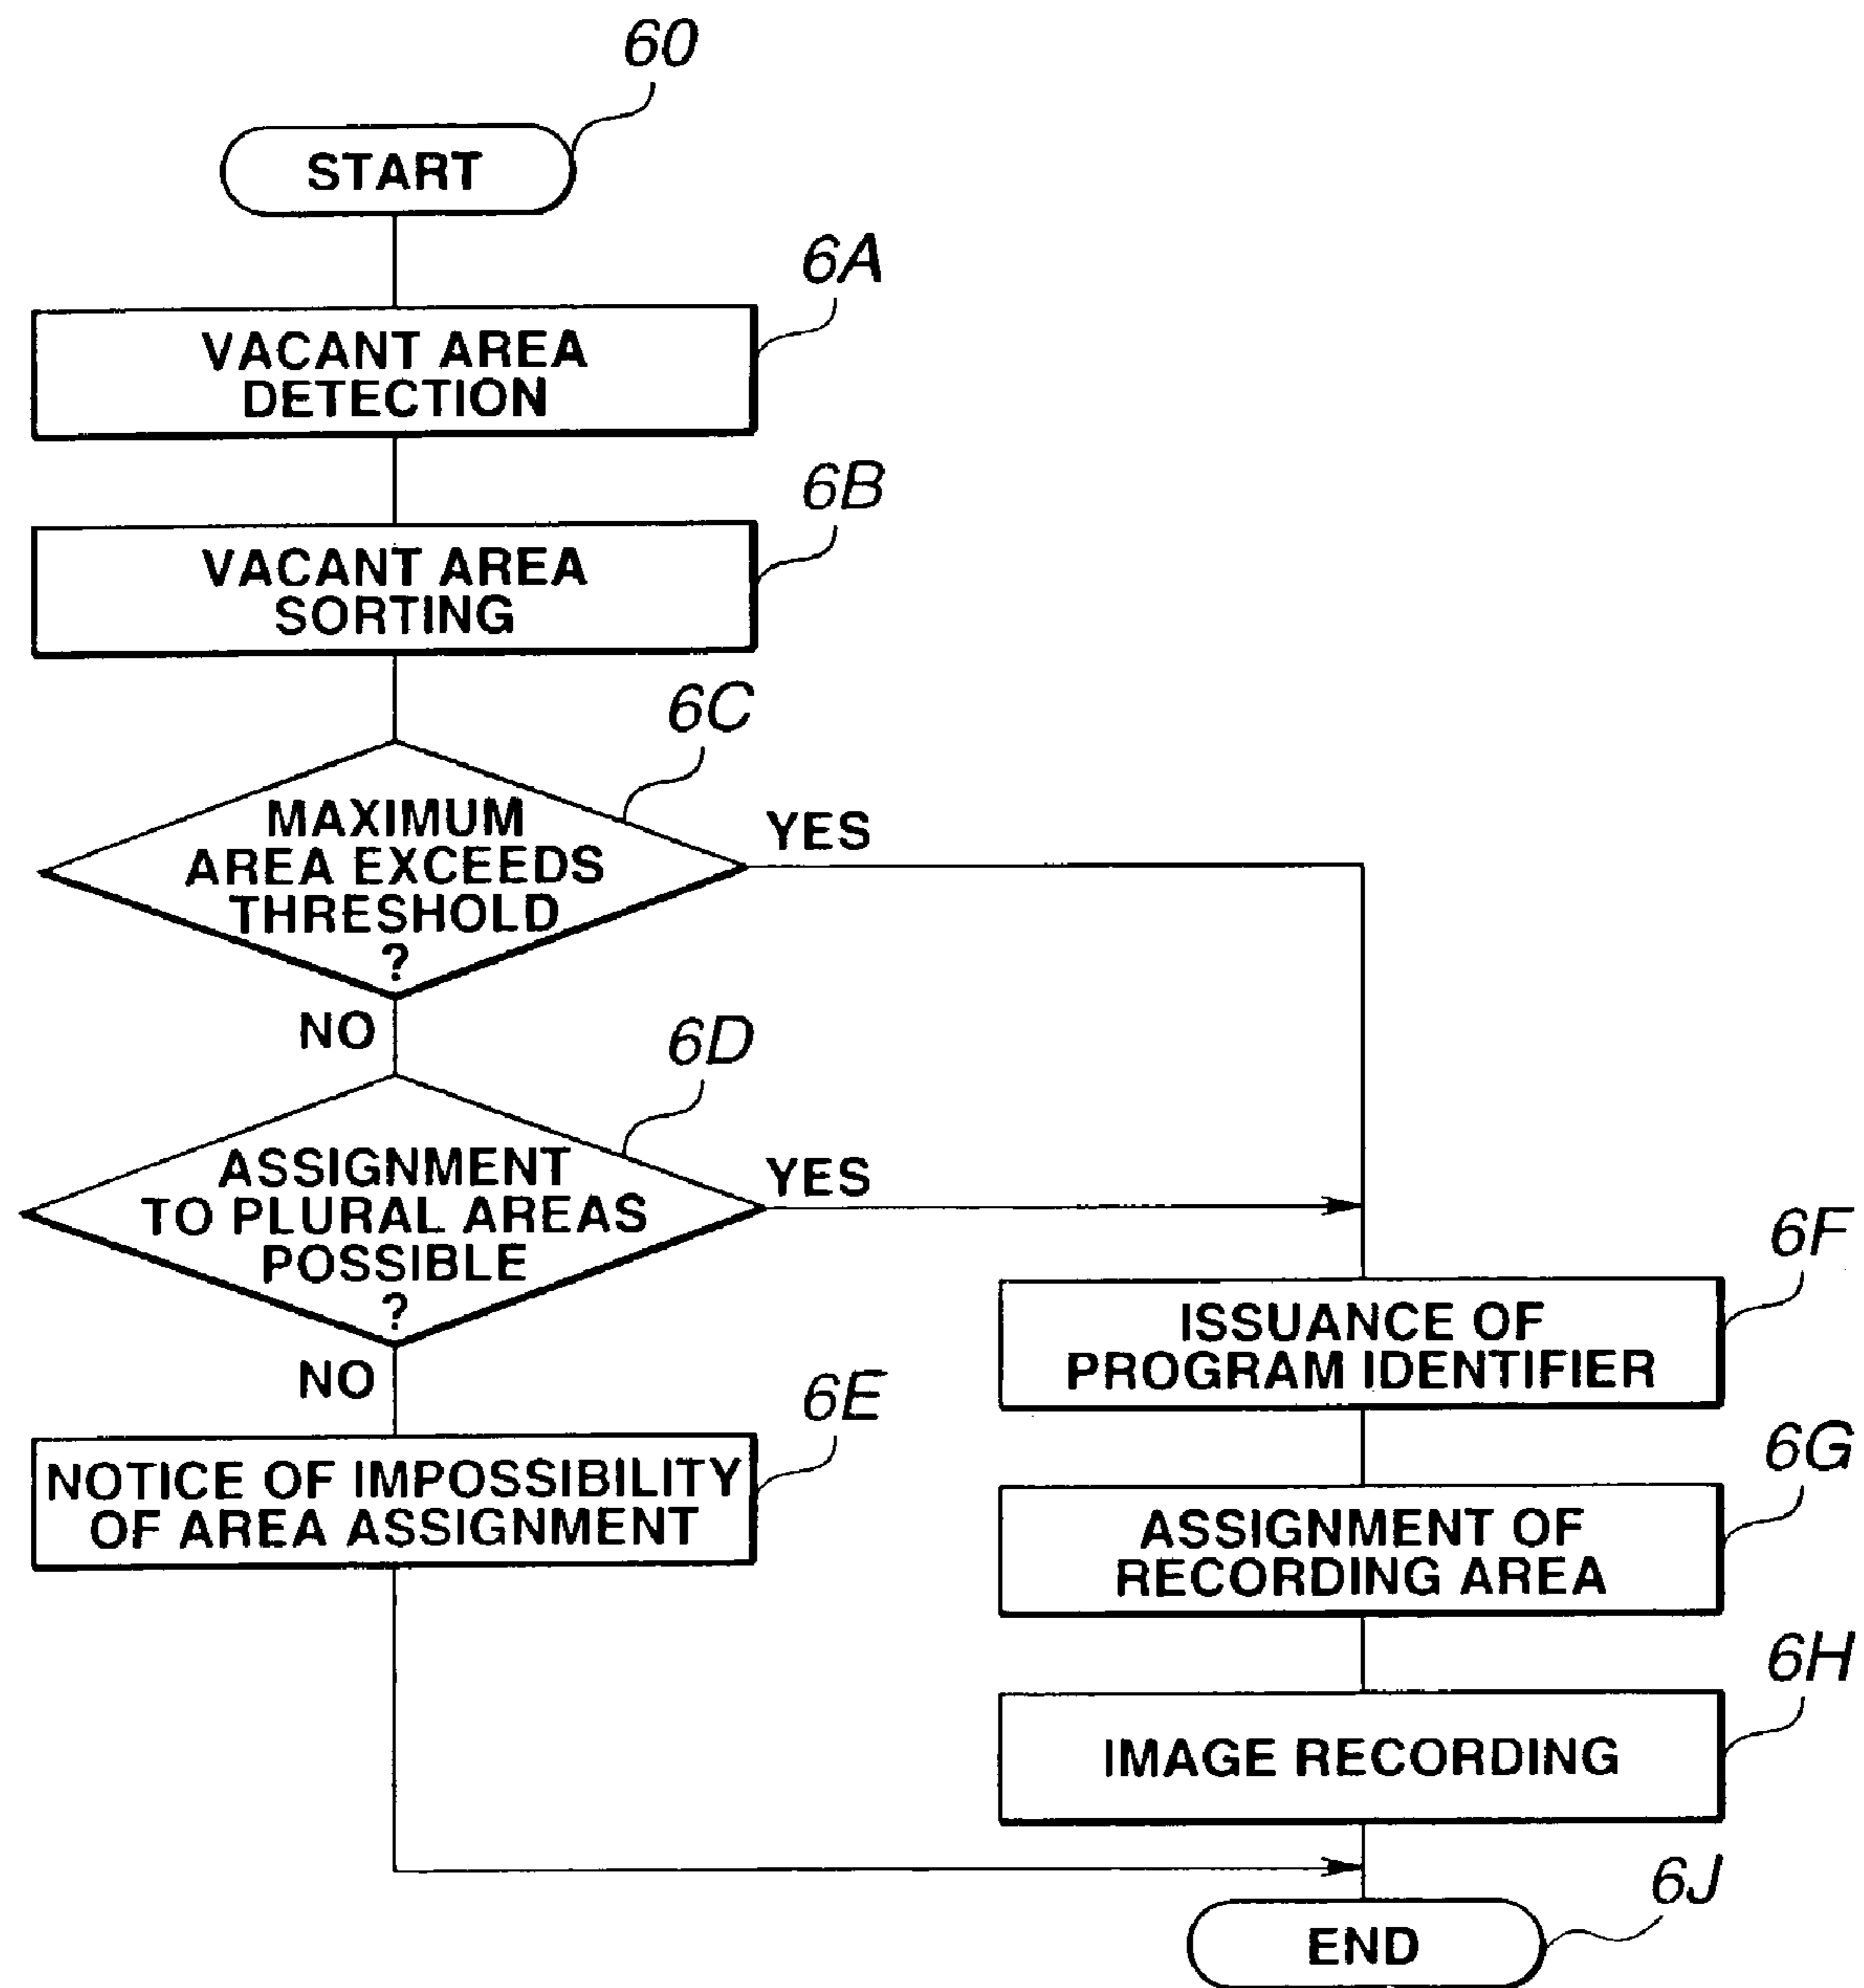 60
START
6A
VACANT AREA
DETECTION
6B
VACANT AREA
SORTING
6C
MAXIMUM
AREA EXCEEDS
THRESHOLD
?
YES
NO
6D
ASSIGNMENT
TO PLURAL AREAS
POSSIBLE
?
YES
NO
6E
NOTICE OF IMPOSSIBILITY
OF AREA ASSIGNMENT
6F
ISSUANCE OF
PROGRAM IDENTIFIER
6G
ASSIGNMENT OF
RECORDING AREA
6H
IMAGE RECORDING
6J
END